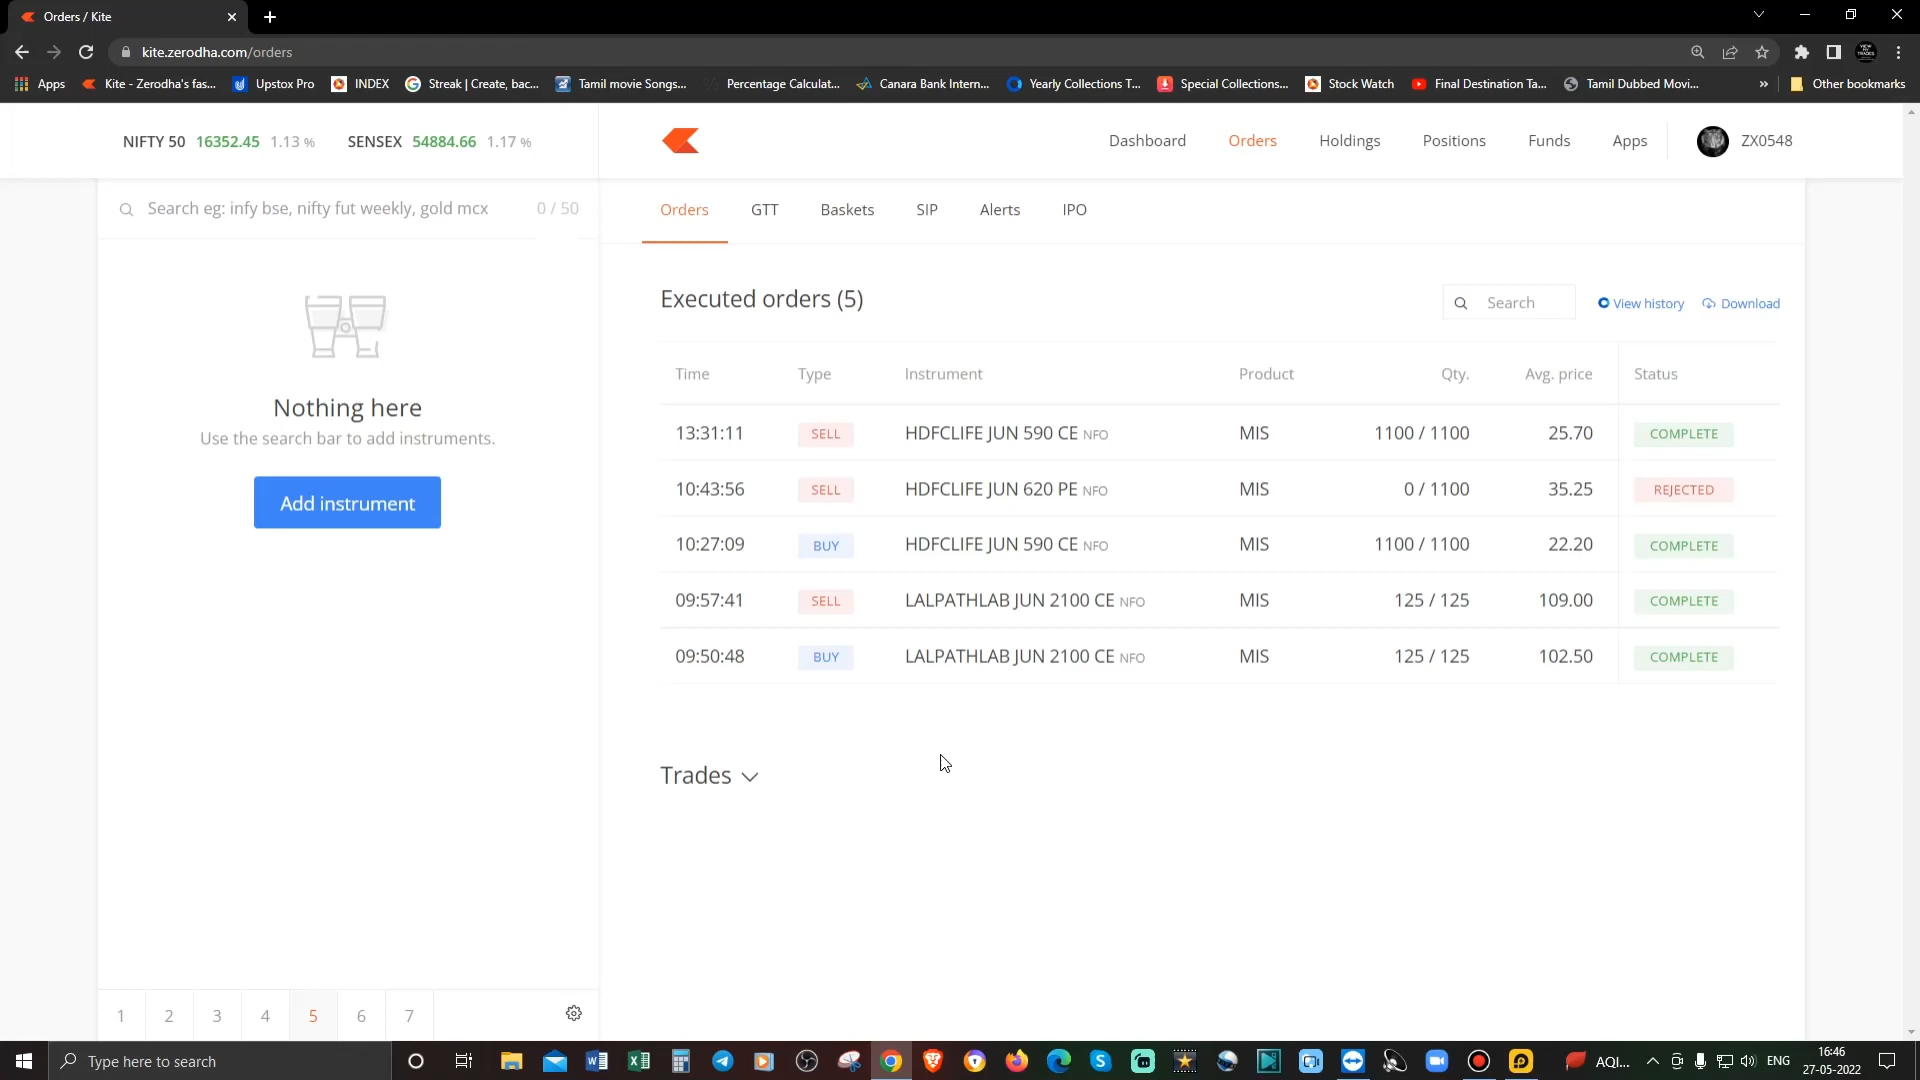 Orders / Kite
kite.zerodha.com/orders
Apps Kite - Zerodha's fas... Upstox Pro INDEX Streak | Create, bac... Tamil movie Songs... Percentage Calculat... Canara Bank Intern... Yearly Collections T... Special Collections... Stock Watch Final Destination Ta... Tamil Dubbed Movi... » Other bookmarks
NIFTY 50 16352.45 1.13 % SENSEX 54884.66 1.17 %
Dashboard Orders Holdings Positions Funds Apps ZX0548
Search eg: infy bse, nifty fut weekly, gold mcx 0 / 50
Orders GTT Baskets SIP Alerts IPO
Nothing here
Use the search bar to add instruments.
Add instrument
Executed orders (5)
Search View history Download
Time Type Instrument Product Qty. Avg. price Status
13:31:11 SELL HDFCLIFE JUN 590 CE NFO MIS 1100 / 1100 25.70 COMPLETE
10:43:56 SELL HDFCLIFE JUN 620 PE NFO MIS 0 / 1100 35.25 REJECTED
10:27:09 BUY HDFCLIFE JUN 590 CE NFO MIS 1100 / 1100 22.20 COMPLETE
09:57:41 SELL LALPATHLAB JUN 2100 CE NFO MIS 125 / 125 109.00 COMPLETE
09:50:48 BUY LALPATHLAB JUN 2100 CE NFO MIS 125 / 125 102.50 COMPLETE
Trades
1 2 3 4 5 6 7
Type here to search
AQI... ENG
16:46
27-05-2022